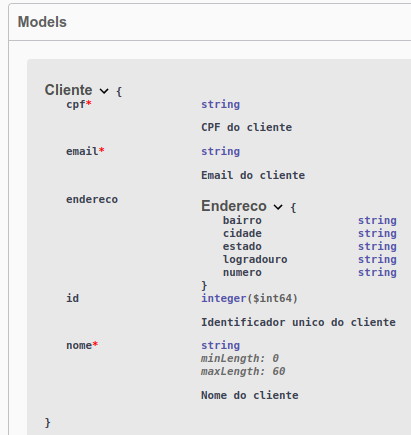 Models
Cliente {
cpf* string
CPF do cliente
email* string
Email do cliente
endereco Endereco {
bairro string
cidade string
estado string
logradouro string
numero string
}
id integer($int64)
Identificador unico do cliente
nome* string
minLength: 0
maxLength: 60
Nome do cliente
}